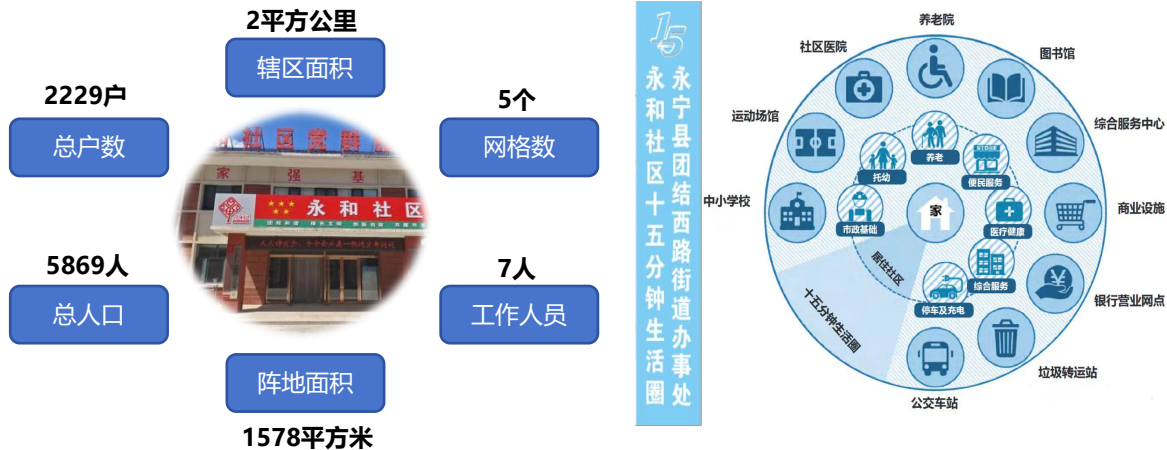 2平方公里
辖区面积
2229户
总户数
5个
网格数
社区党群
家强基
永和社区
5869人
总人口
7人
工作人员
阵地面积
1578平方米
15
永宁县团结西路街道办事处
永和社区十五分钟生活圈
养老院
社区医院
图书馆
运动场馆
综合服务中心
中小学校
商业设施
银行营业网点
垃圾转运站
公交车站
养老
托幼
便民服务
市政基础
家
医疗健康
居住社区
综合服务
停车及充电
十五分钟生活圈